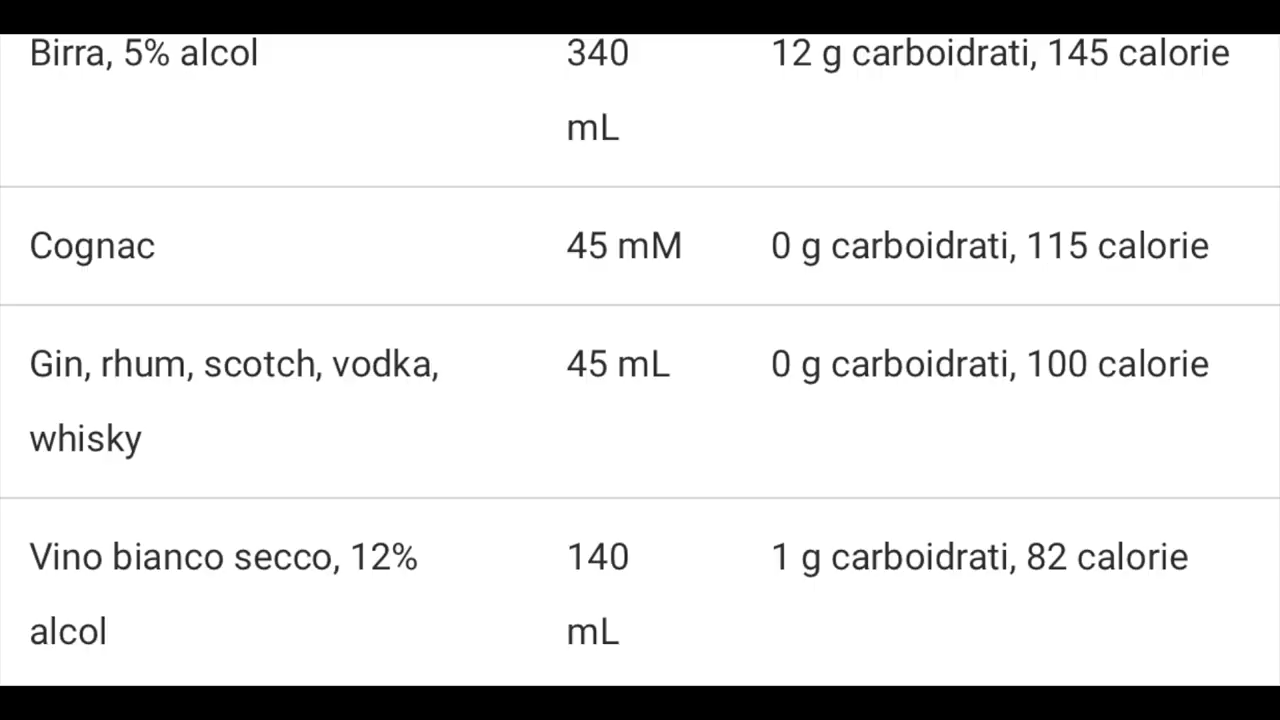 Birra, 5% alcol 340 12 g carboidrati, 145 calorie
mL
Cognac 45 mM 0 g carboidrati, 115 calorie
Gin, rhum, scotch, vodka, 45 mL 0 g carboidrati, 100 calorie
whisky
Vino bianco secco, 12% 140 1 g carboidrati, 82 calorie
alcol mL